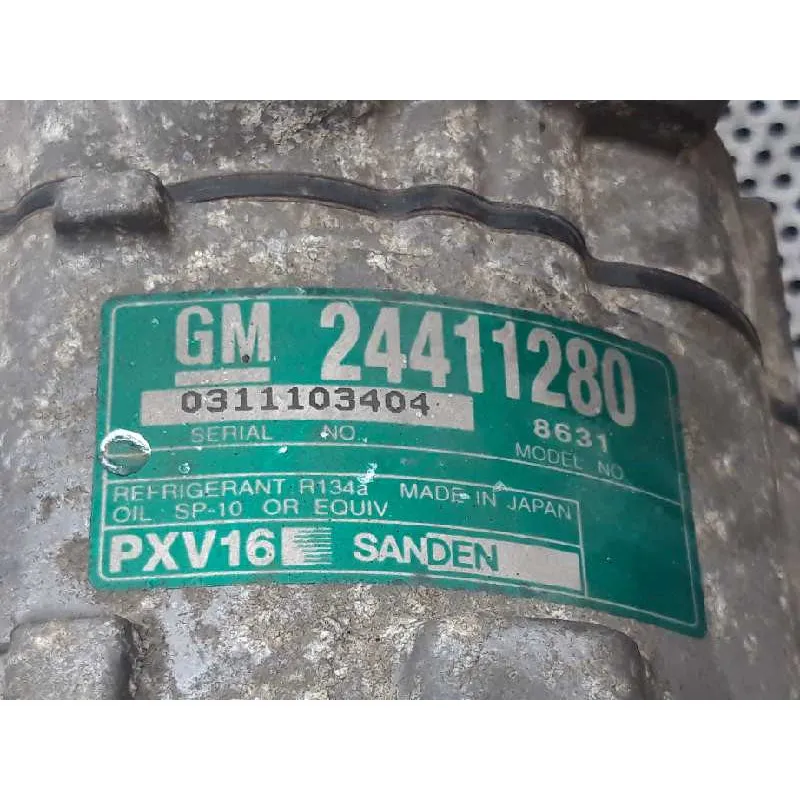 GM 24411280
0311103404
8631
SERIAL NO.
MODEL NO.
REFRIGERANT R134a MADE IN JAPAN
OIL SP-10 OR EQUIV.
PXV16 SANDEN